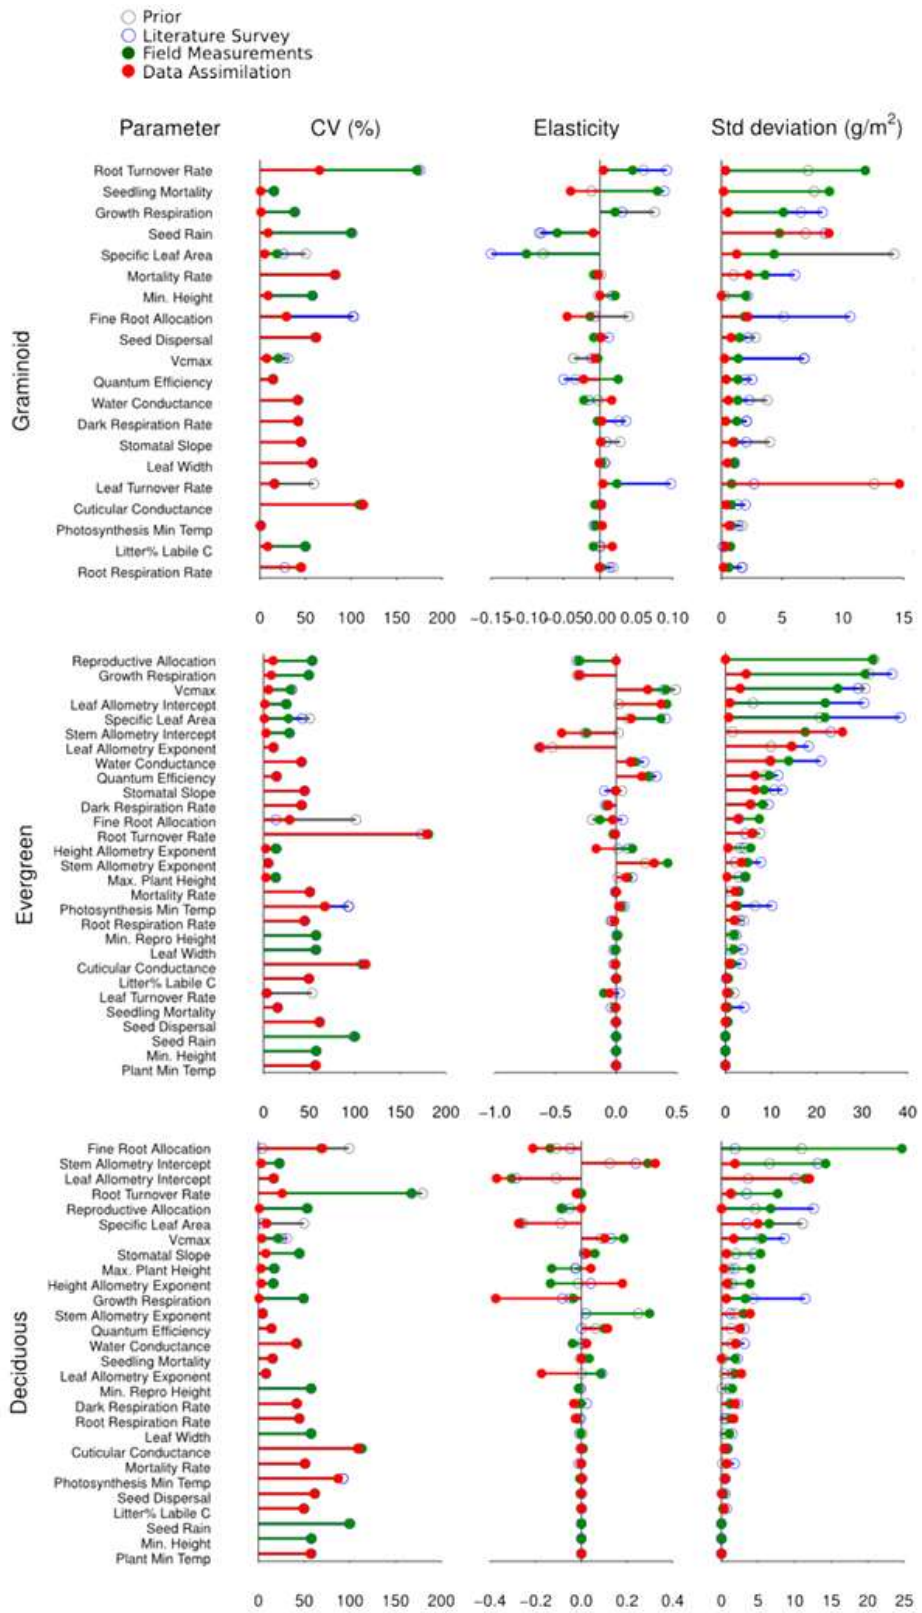 Prior
Literature Survey
Field Measurements
Data Assimilation
Parameter CV (%) Elasticity Std deviation (g/m²)
Graminoid
Root Turnover Rate
Seedling Mortality
Growth Respiration
Seed Rain
Specific Leaf Area
Mortality Rate
Min. Height
Fine Root Allocation
Seed Dispersal
Vcmax
Quantum Efficiency
Water Conductance
Dark Respiration Rate
Stomatal Slope
Leaf Width
Leaf Turnover Rate
Cuticular Conductance
Photosynthesis Min Temp
Litter% Labile C
Root Respiration Rate
0 50 100 150 200 −0.15−0.10−0.050.00 0.05 0.10 0 5 10 15
Evergreen
Reproductive Allocation
Growth Respiration
Vcmax
Leaf Allometry Intercept
Specific Leaf Area
Stem Allometry Intercept
Leaf Allometry Exponent
Water Conductance
Quantum Efficiency
Stomatal Slope
Dark Respiration Rate
Fine Root Allocation
Root Turnover Rate
Height Allometry Exponent
Stem Allometry Exponent
Max. Plant Height
Mortality Rate
Photosynthesis Min Temp
Root Respiration Rate
Min. Repro Height
Leaf Width
Cuticular Conductance
Litter% Labile C
Leaf Turnover Rate
Seedling Mortality
Seed Dispersal
Seed Rain
Min. Height
Plant Min Temp
0 50 100 150 200 −1.0 −0.5 0.0 0.5 0 10 20 30 40
Deciduous
Fine Root Allocation
Stem Allometry Intercept
Leaf Allometry Intercept
Root Turnover Rate
Reproductive Allocation
Specific Leaf Area
Vcmax
Stomatal Slope
Max. Plant Height
Height Allometry Exponent
Growth Respiration
Stem Allometry Exponent
Quantum Efficiency
Water Conductance
Seedling Mortality
Leaf Allometry Exponent
Min. Repro Height
Dark Respiration Rate
Root Respiration Rate
Leaf Width
Cuticular Conductance
Mortality Rate
Photosynthesis Min Temp
Seed Dispersal
Litter% Labile C
Seed Rain
Min. Height
Plant Min Temp
0 50 100 150 200 −0.4 −0.2 0.0 0.2 0.4 0 5 10 15 20 25